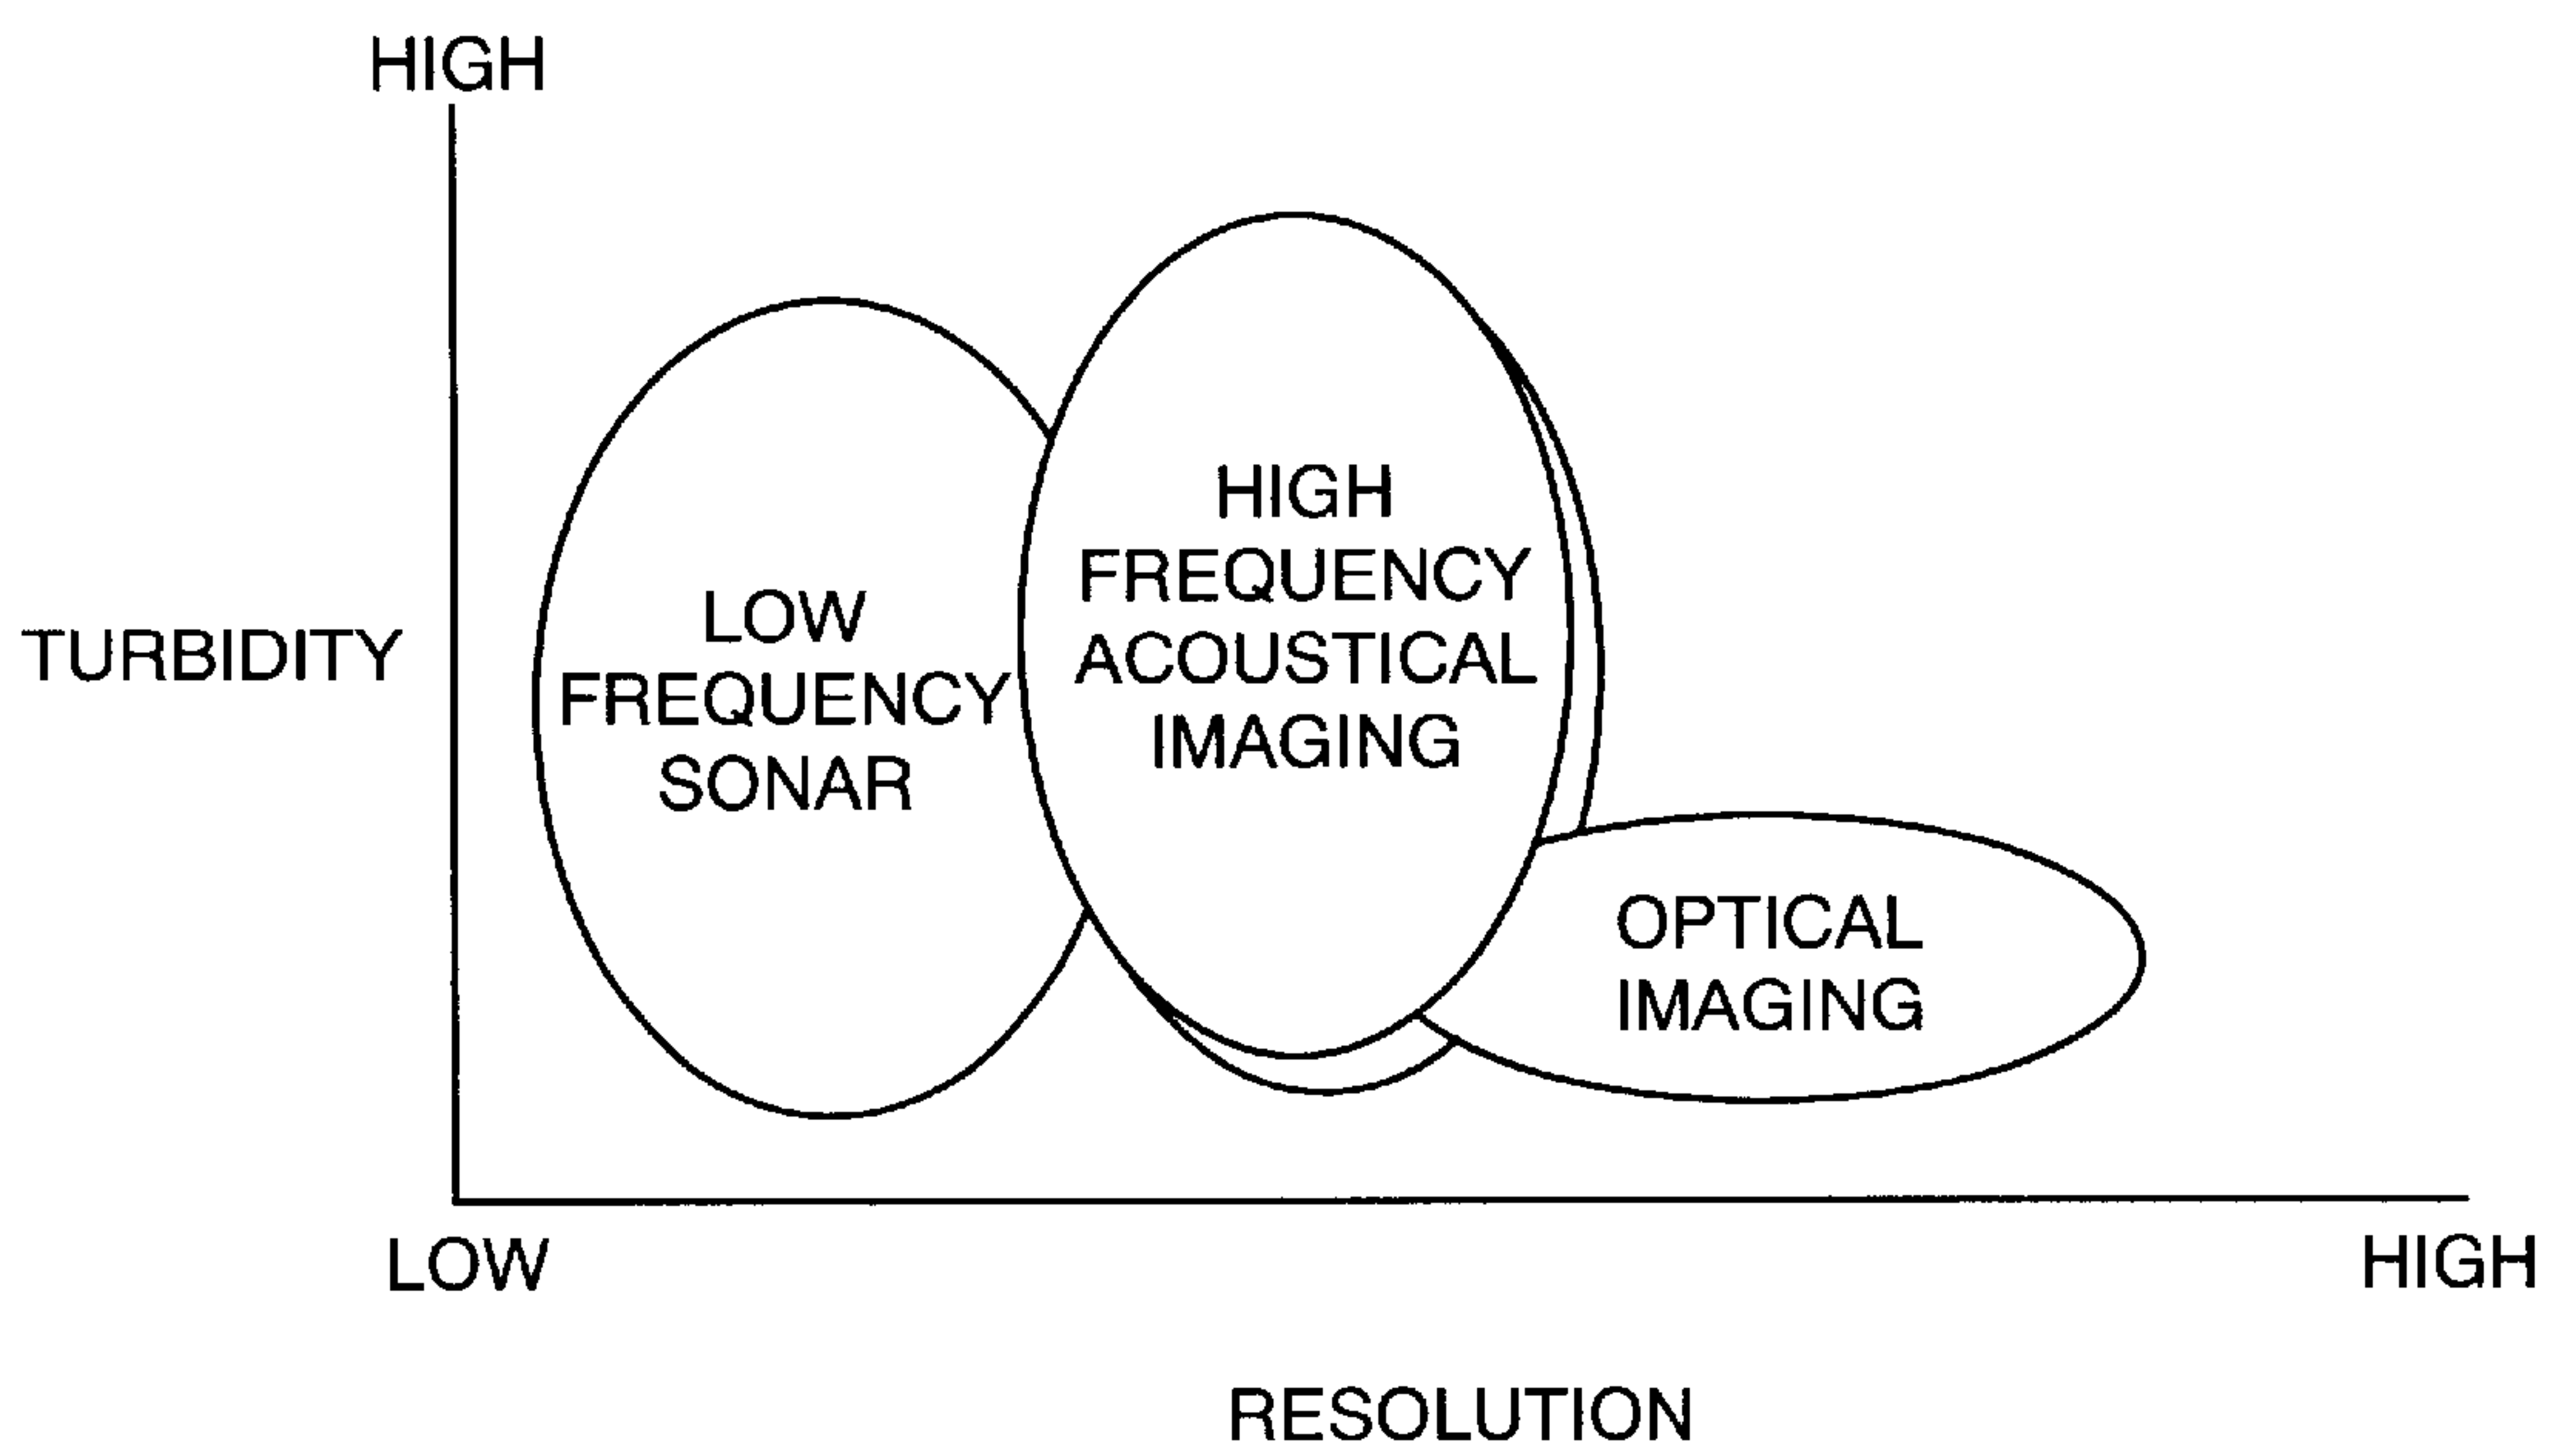 HIGH
TURBIDITY
LOW
FREQUENCY
SONAR
HIGH
FREQUENCY
ACOUSTICAL
IMAGING
OPTICAL
IMAGING
LOW
HIGH
RESOLUTION